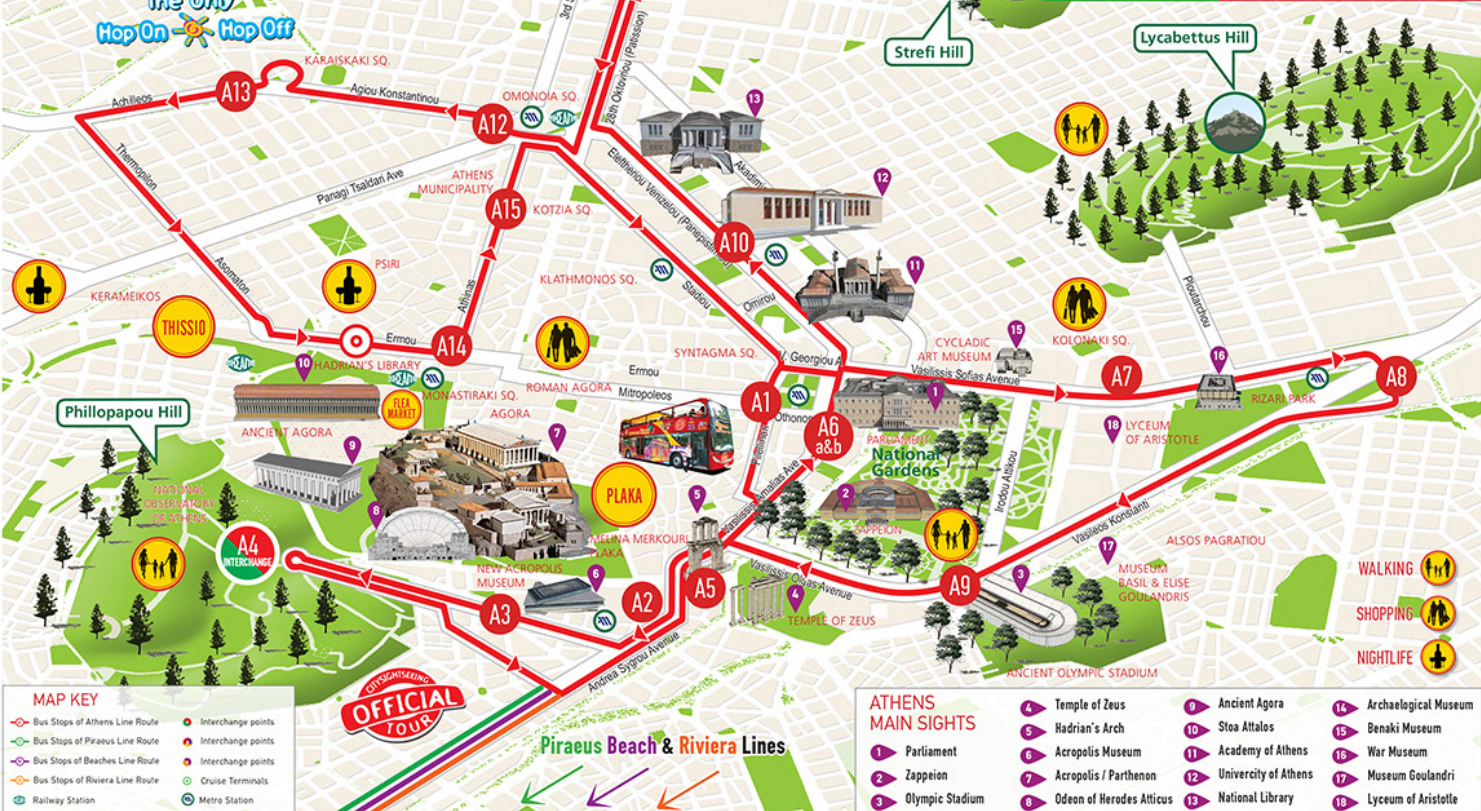 The Only
Hop On Hop Off
3rd S
28th Oktovriou (Patission)
Strefi Hill
Lycabettus Hill
KARAISKAKI SQ.
A13
Achilleos
Agiou Konstantinou
OMONOIA SQ.
A12
13
Thermopilon
Panagi Tsaldari Ave
ATHENS
MUNICIPALITY
A15
KOTZIA SQ.
Eleftheriou Venizelou (Panepistimiou)
Akadimi
12
A10
11
PSIRI
KERAMEIKOS
Asomaton
THISSIO
Athinas
KLATHMONOS SQ.
Stadiou
Omirou
Ploutarchou
KOLONAKI SQ.
Ermou
A14
SYNTAGMA SQ.
V. Georgiou A
CYCLADIC
ART MUSEUM
15
Vasilissis Sofias Avenue
A7
16
RIZARI PARK
A8
10
HADRIAN'S LIBRARY
MONASTIRAKI SQ.
FLEA
MARKET
Ermou
ROMAN AGORA
Mitropoleos
AGORA
A1
Othonos
A6
a&b
1
PARLIAMENT
National
Gardens
18
LYCEUM
OF ARISTOTLE
Phillopapou Hill
ANCIENT AGORA
9
7
8
PLAKA
5
Vasilissis Amalias Ave
2
ZAPPEION
Irodou Attikou
Vasileos Konstanti
ALSOS PAGRATIOU
17
MUSEUM
BASIL & ELISE
GOULANDRIS
NATIONAL
OBSERVATORY
OF ATHENS
A4
INTERCHANGE
MELINA MERKOURI
PLAKA
NEW ACROPOLIS
MUSEUM
6
A3
A2
A5
Vasilissis Olgas Avenue
4
TEMPLE OF ZEUS
A9
3
ANCIENT OLYMPIC STADIUM
Andrea Sygrou Avenue
WALKING
SHOPPING
NIGHTLIFE
CITYSIGHTSEEING
OFFICIAL
TOUR
Piraeus Beach & Riviera Lines
MAP KEY
Bus Stops of Athens Line Route
Interchange points
Bus Stops of Piraeus Line Route
Interchange points
Bus Stops of Beaches Line Route
Interchange points
Bus Stops of Riviera Line Route
Cruise Terminals
Railway Station
Metro Station
ATHENS
MAIN SIGHTS
1 Parliament
2 Zappeion
3 Olympic Stadium
4 Temple of Zeus
5 Hadrian's Arch
6 Acropolis Museum
7 Acropolis / Parthenon
8 Odeon of Herodes Atticus
9 Ancient Agora
10 Stoa Attalos
11 Academy of Athens
12 Univercity of Athens
13 National Library
14 Archaelogical Museum
15 Benaki Museum
16 War Museum
17 Museum Goulandri
18 Lyceum of Aristotle